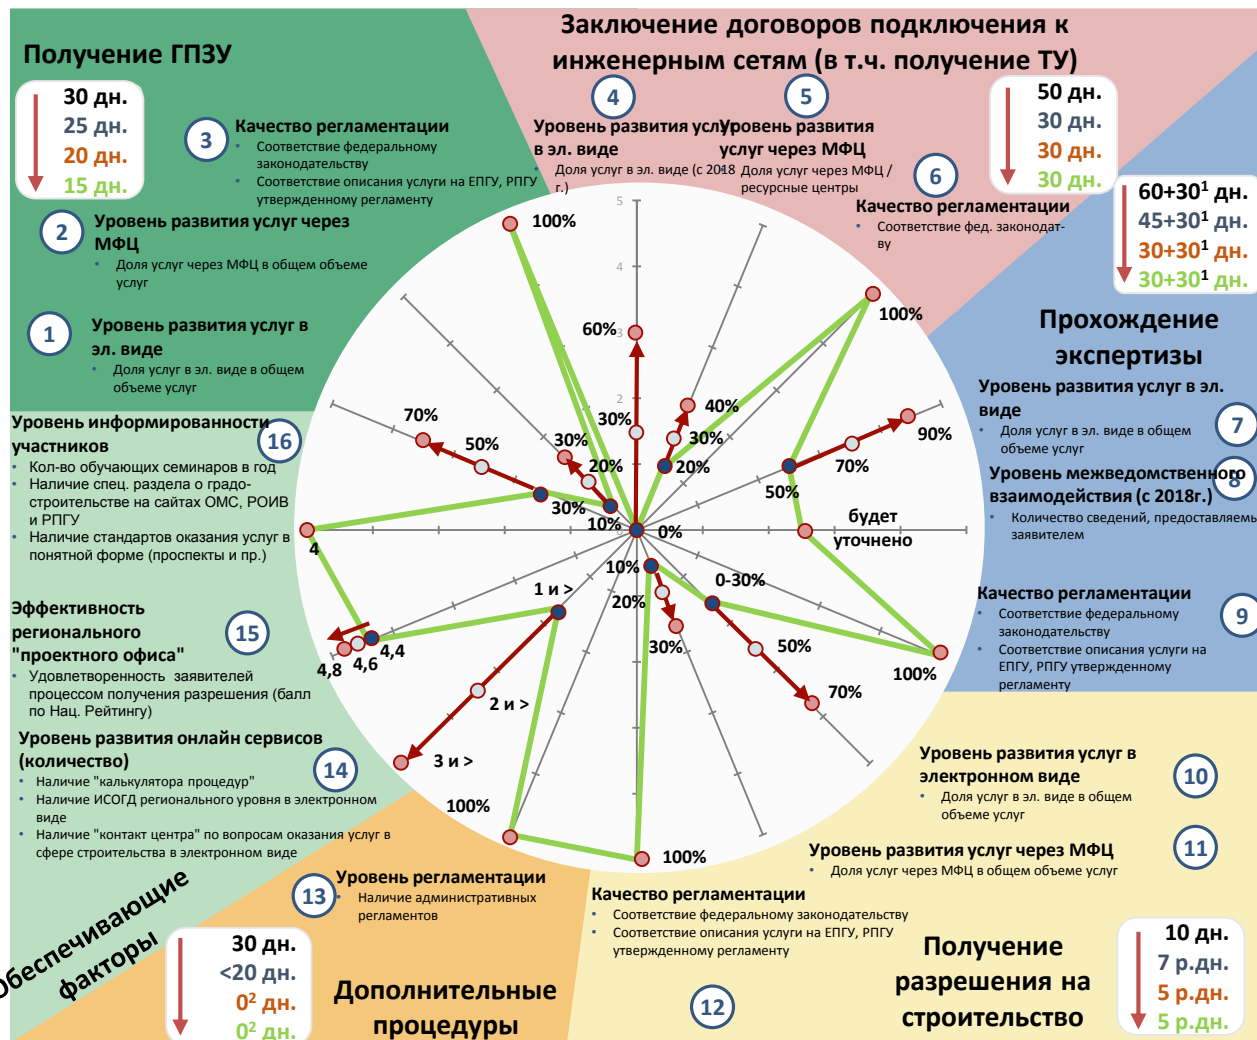 Получение ГПЗУ
30 дн.
25 дн.
20 дн.
15 дн.
3
Качество регламентации
• Соответствие федеральному
законодательству
• Соответствие описания услуги на ЕПГУ, РПГУ
утвержденному регламенту
2
Уровень развития услуг через
МФЦ
• Доля услуг через МФЦ в общем объеме
услуг
1
Уровень развития услуг в
эл. виде
• Доля услуг в эл. виде в общем
объеме услуг
Заключение договоров подключения к
инженерным сетям (в т.ч. получение ТУ)
4
Уровень развития услуг
в эл. виде
• Доля услуг в эл. виде (с 2018
г.)
5
Уровень развития
услуг через МФЦ
• Доля услуг через МФЦ /
ресурсные центры
6
Качество регламентации
• Соответствие фед. законодат-
ву
50 дн.
30 дн.
30 дн.
30 дн.
60+30¹ дн.
45+30¹ дн.
30+30¹ дн.
30+30¹ дн.
Прохождение
экспертизы
Уровень развития услуг в эл.
виде
• Доля услуг в эл. виде в общем
объеме услуг
7
Уровень межведомственного
взаимодействия (с 2018г.)
• Количество сведений, предоставляемых
заявителем
8
Качество регламентации
• Соответствие федеральному
законодательству
• Соответствие описания услуги на
ЕПГУ, РПГУ утвержденному
регламенту
9
Уровень развития услуг в
электронном виде
• Доля услуг в эл. виде в общем
объеме услуг
10
Уровень развития услуг через МФЦ
• Доля услуг через МФЦ в общем объеме услуг
11
Качество регламентации
• Соответствие федеральному законодательству
• Соответствие описания услуги на ЕПГУ, РПГУ
утвержденному регламенту
12
Получение
разрешения на
строительство
10 дн.
7 р.дн.
5 р.дн.
5 р.дн.
13
Уровень регламентации
• Наличие административных
регламентов
Дополнительные
процедуры
30 дн.
<20 дн.
0² дн.
0² дн.
Обеспечивающие
факторы
Уровень информированности
участников
16
• Кол-во обучающих семинаров в год
• Наличие спец. раздела о градо-
строительстве на сайтах ОМС, РОИВ
и РПГУ
• Наличие стандартов оказания услуг в
понятной форме (проспекты и пр.)
Эффективность
регионального
"проектного офиса"
15
• Удовлетворенность заявителей
процессом получения разрешения (балл
по Нац. Рейтингу)
Уровень развития онлайн сервисов
(количество)
14
• Наличие "калькулятора процедур"
• Наличие ИСОГД регионального уровня в электронном
виде
• Наличие "контакт центра" по вопросам оказания услуг в
сфере строительства в электронном виде
5
4
3
2
100%
60%
30%
0%
40%
30%
20%
100%
90%
70%
50%
будет
уточнено
100%
0-30%
50%
70%
10%
20%
30%
100%
100%
1 и >
2 и >
3 и >
4,4
4,6
4,8
4
70%
50%
30%
30%
20%
10%